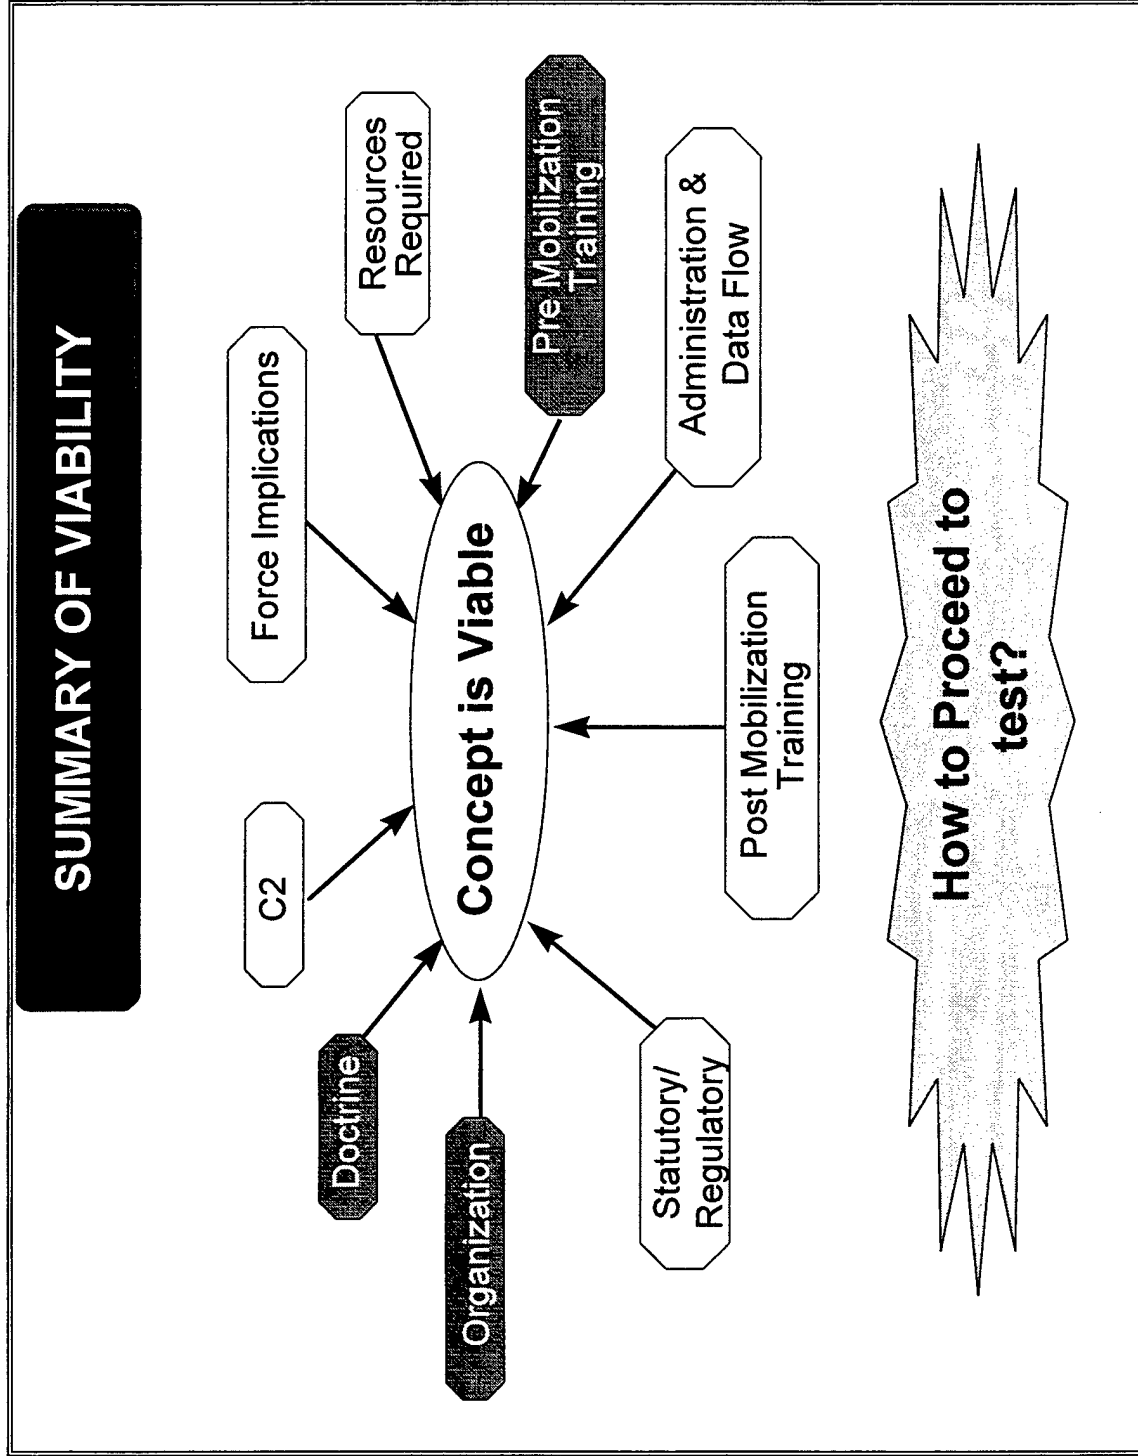 SUMMARY OF VIABILITY
C2
Force Implications
Doctrine
Resources
Required
Organization
Concept is Viable
Pre Mobilization
Training
Statutory/
Regulatory
Administration &
Data Flow
Post Mobilization
Training
How to Proceed to
test?